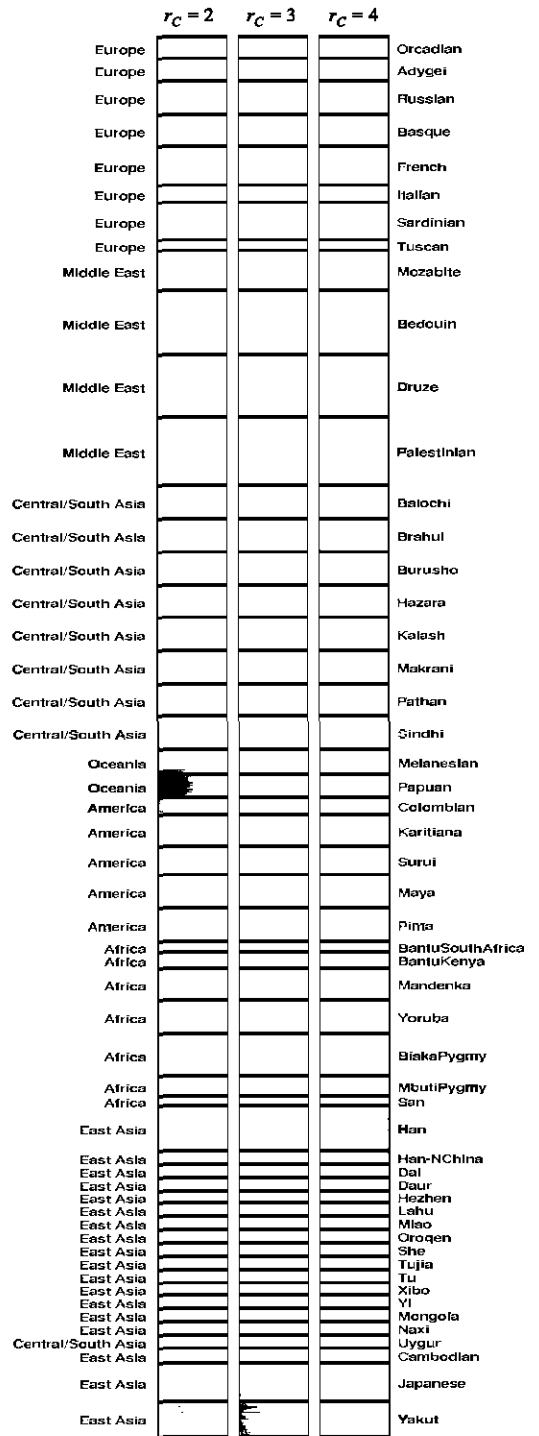 r_C = 2 r_C = 3 r_C = 4
Europe Orcadian
Europe Adygei
Europe Russian
Europe Basque
Europe French
Europe Italian
Europe Sardinian
Europe Tuscan
Middle East Mozabite
Middle East Bedouin
Middle East Druze
Middle East Palestinian
Central/South Asia Balochi
Central/South Asia Brahui
Central/South Asia Burusho
Central/South Asia Hazara
Central/South Asia Kalash
Central/South Asia Makrani
Central/South Asia Pathan
Central/South Asia Sindhi
Oceania Melanesian
Oceania Papuan
America Colombian
America Karitiana
America Surui
America Maya
America Pima
Africa BantuSouthAfrica
Africa BantuKenya
Africa Mandenka
Africa Yoruba
Africa BiakaPygmy
Africa MbutiPygmy
Africa San
East Asia Han
East Asia Han-NChina
East Asia Dai
East Asia Daur
East Asia Hezhen
East Asia Lahu
East Asia Miao
East Asia Oroqen
East Asia She
East Asia Tujia
East Asia Tu
East Asia Xibo
East Asia Yi
East Asia Mongola
East Asia Naxi
Central/South Asia Uygur
East Asia Cambodian
East Asia Japanese
East Asia Yakut